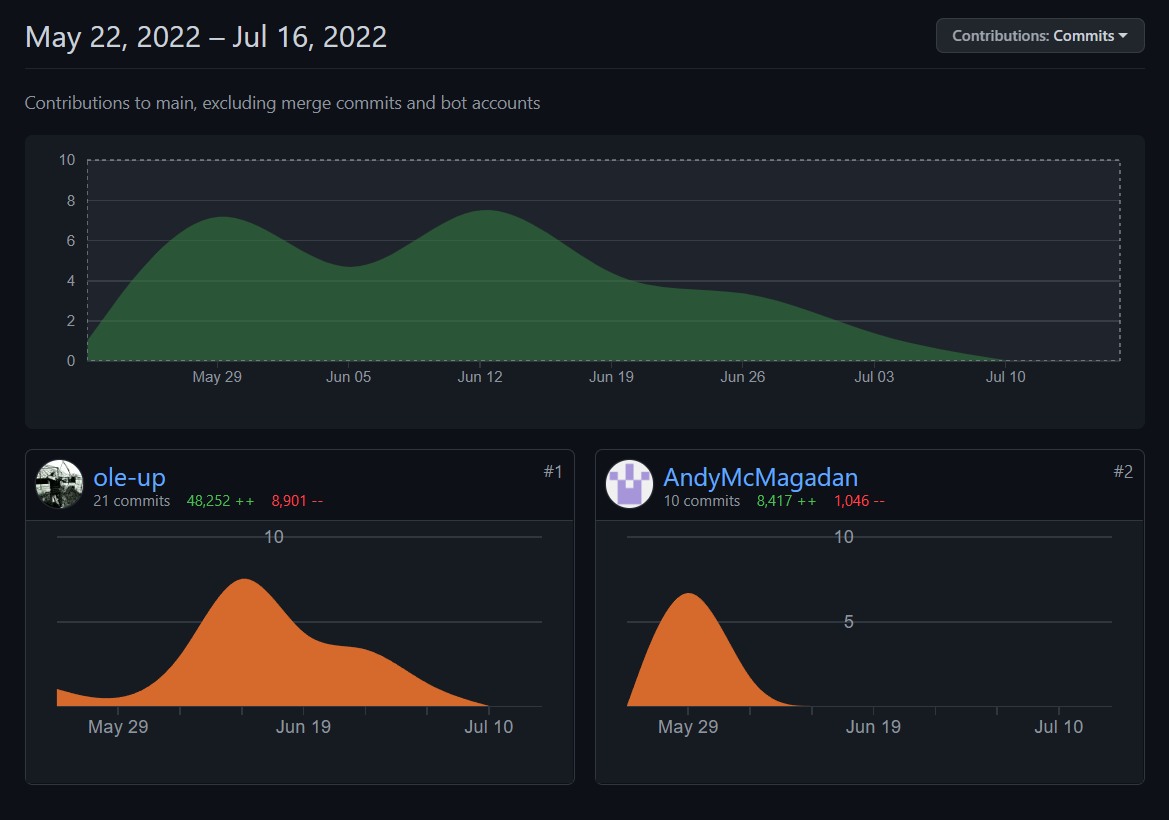 May 22, 2022 – Jul 16, 2022
Contributions: Commits
Contributions to main, excluding merge commits and bot accounts
10
8
6
4
2
0
May 29 Jun 05 Jun 12 Jun 19 Jun 26 Jul 03 Jul 10
ole-up #1
21 commits 48,252 ++ 8,901 --
10
May 29 Jun 19 Jul 10
AndyMcMagadan #2
10 commits 8,417 ++ 1,046 --
10
5
May 29 Jun 19 Jul 10